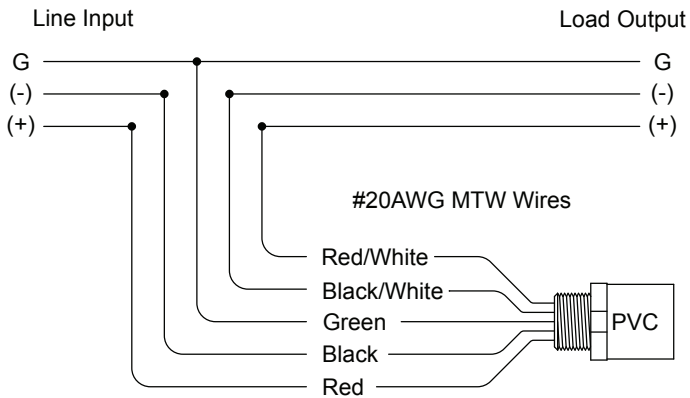 Line Input
Load Output
G
G
(-)
(-)
(+)
(+)
#20AWG MTW Wires
Red/White
Black/White
Green
PVC
Black
Red